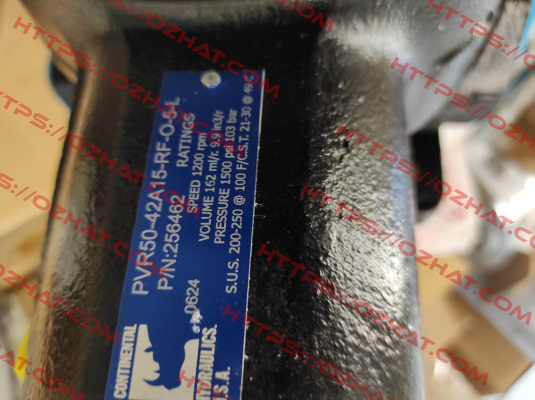 PVR50-42A15-RF-O-5-L
P/N:256462
RATINGS
SPEED 1200 rpm
VOLUME 162 ml/r. 9.9 in3/r
PRESSURE 1500 psi 103 bar
S.U.S. 200-250 @ 100 F/C.S.T. 21-30 @
0624
CONTINENTAL
HYDRAULICS.
U.S.A.
HTTPS://OZHAT.COM